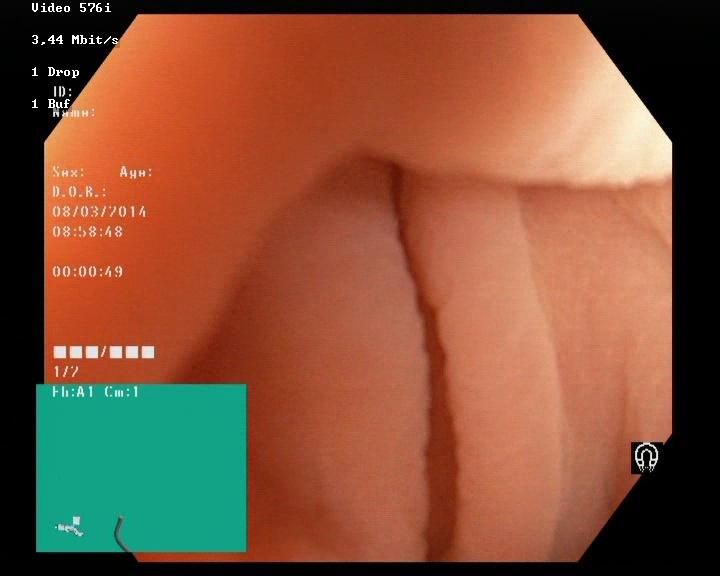 Video 576i
3,44 Mbit/s
1 Drop
ID:
1 Buf
Name:
Sex: Age:
D.O.B.:
08/03/2014
08:58:48
00:00:49
■■■/■■■
1/2
Eh:A1 Cm:1